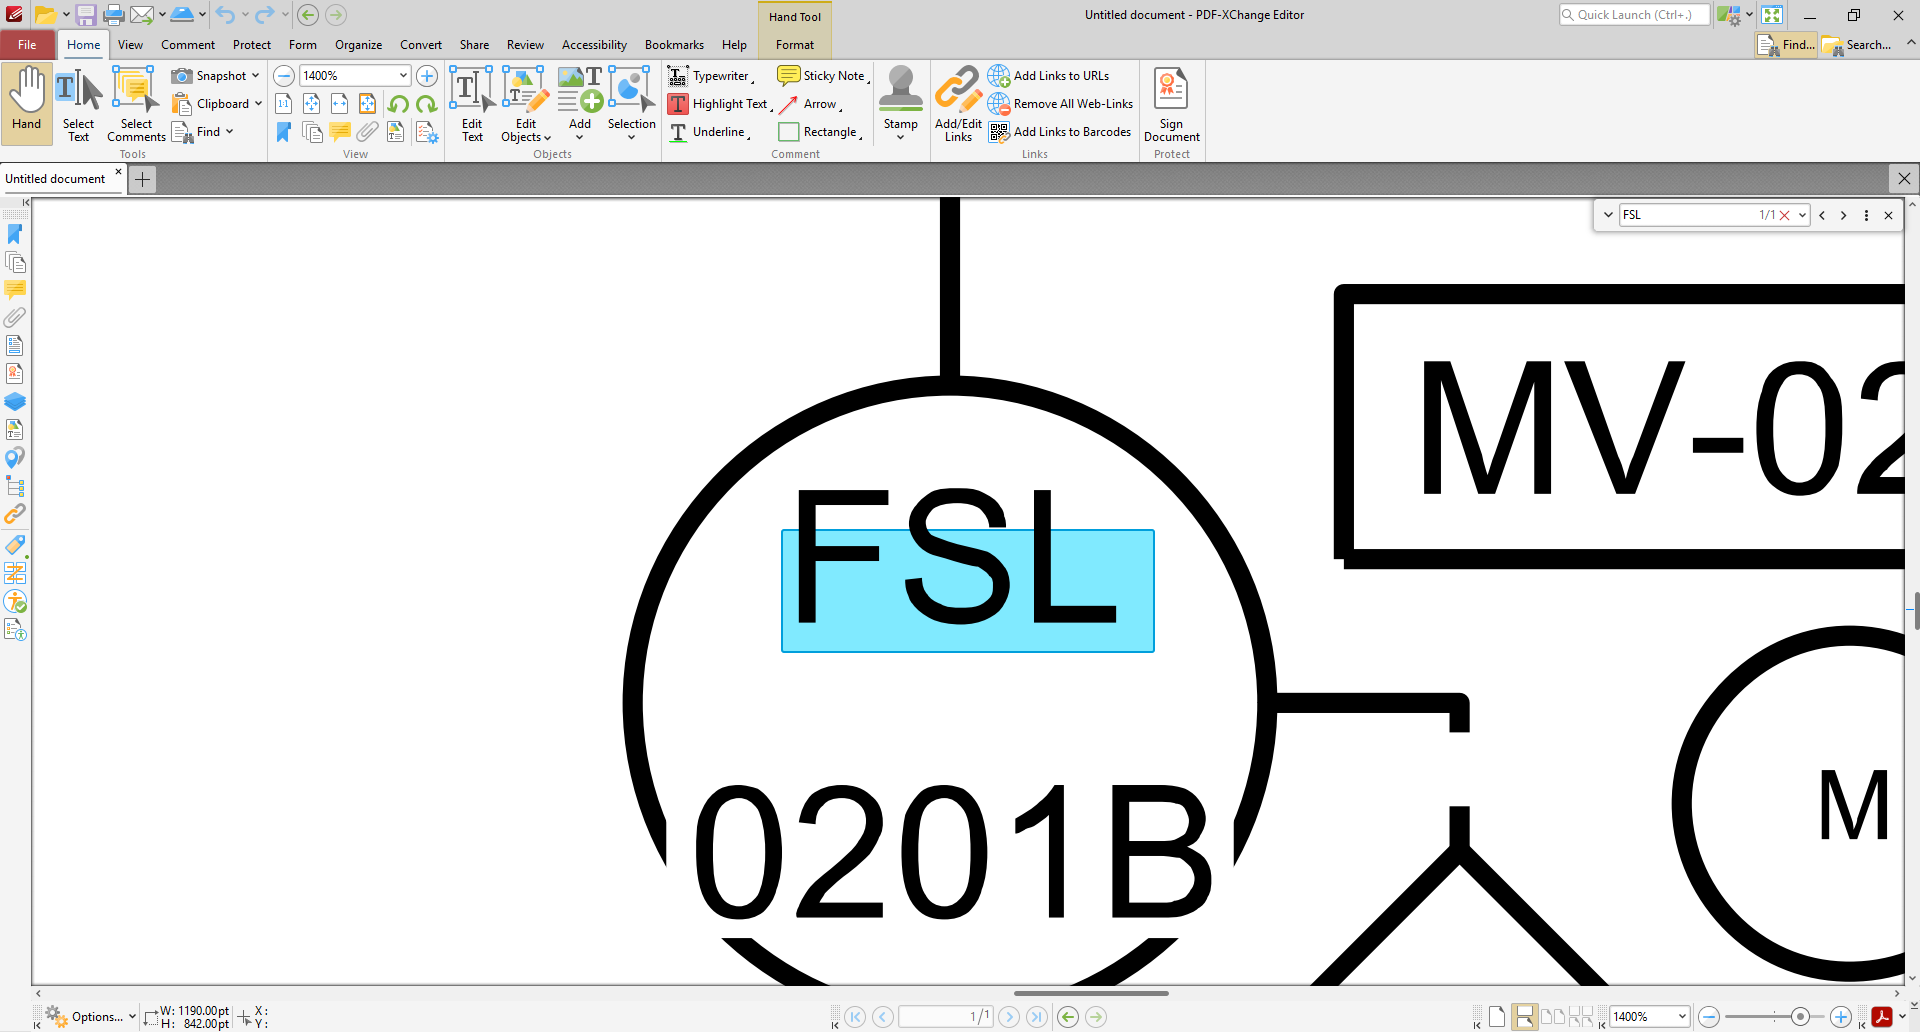 Hand Tool
Untitled document - PDF-XChange Editor
Quick Launch (Ctrl+.)
File
Home
View
Comment
Protect
Form
Organize
Convert
Share
Review
Accessibility
Bookmarks
Help
Format
Find...
Search...
Hand
Select Text
Select Comments
Snapshot
Clipboard
Find
Tools
1400%
1:1
View
Edit Text
Edit Objects
Add
Selection
Objects
Typewriter
Highlight Text
Underline
Sticky Note
Arrow
Rectangle
Stamp
Comment
Add/Edit Links
Add Links to URLs
Remove All Web-Links
Add Links to Barcodes
Links
Sign Document
Protect
Untitled document
FSL
1/1
MV-02
FSL
0201B
M
Options...
W: 1190.00pt
H: 842.00pt
X:
Y:
1/1
1400%